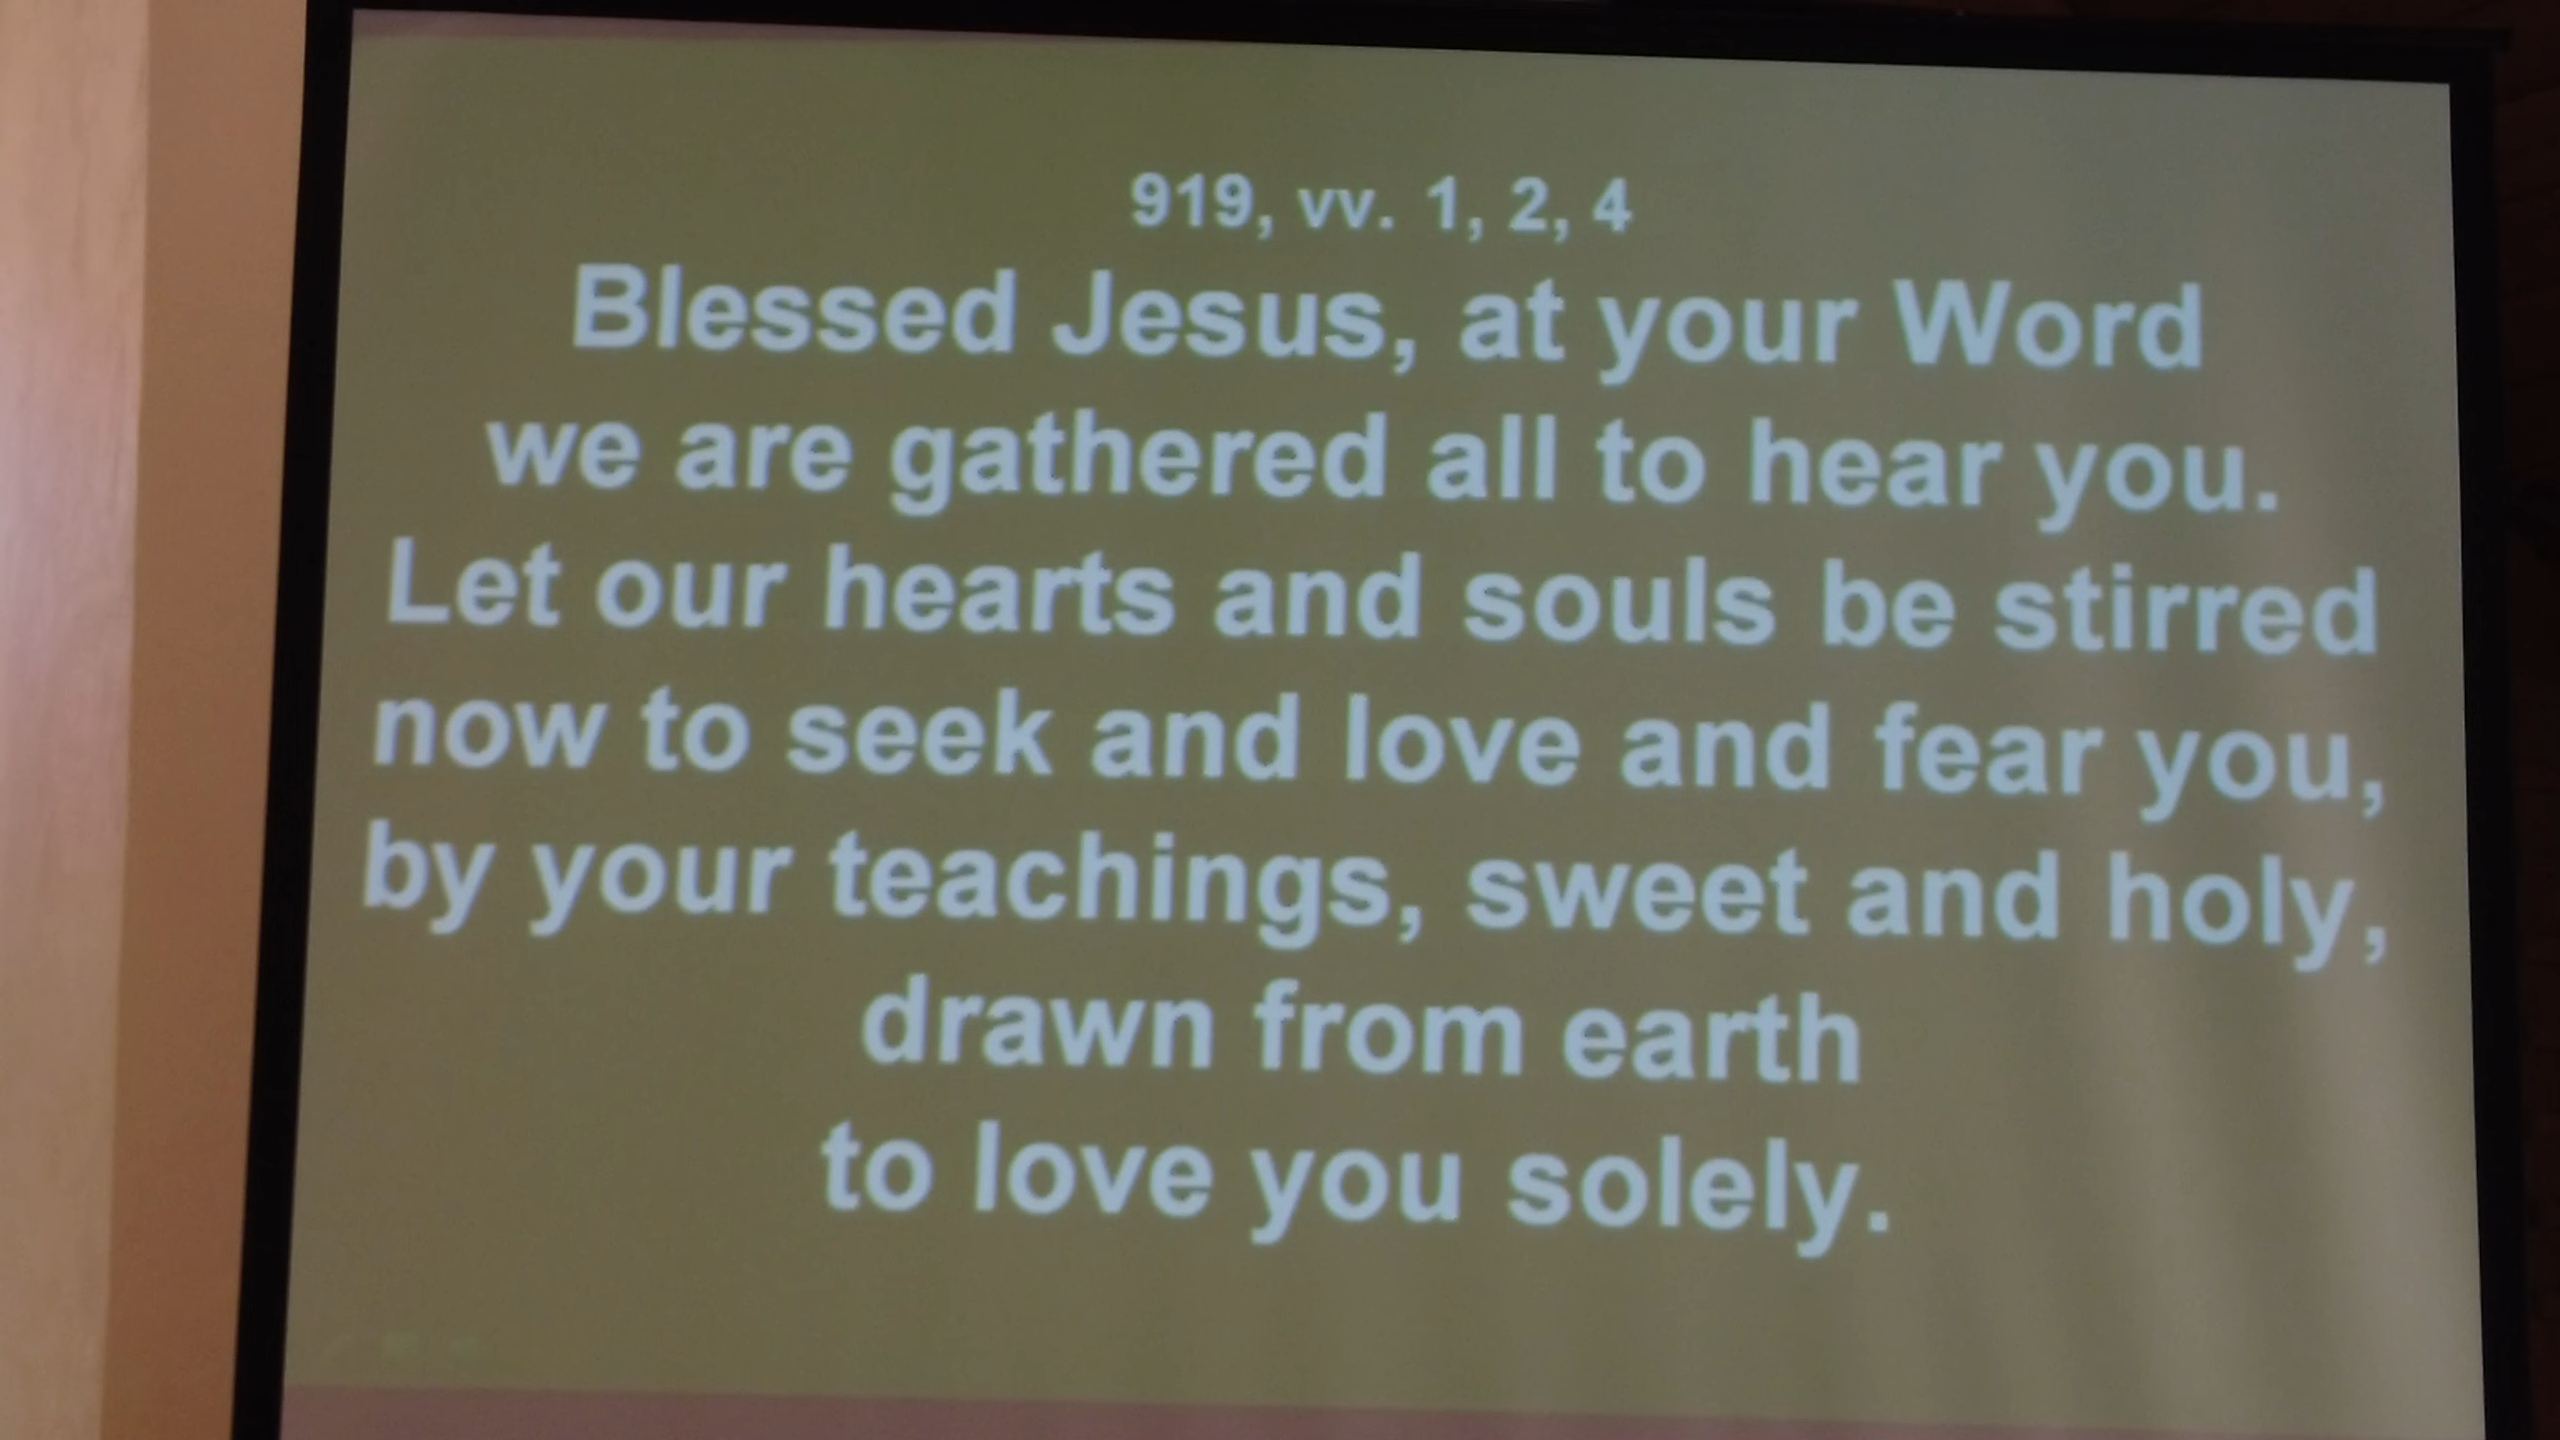 919, vv. 1, 2, 4
Blessed Jesus, at your Word
we are gathered all to hear you.
Let our hearts and souls be stirred
now to seek and love and fear you,
by your teachings, sweet and holy,
drawn from earth
to love you solely.